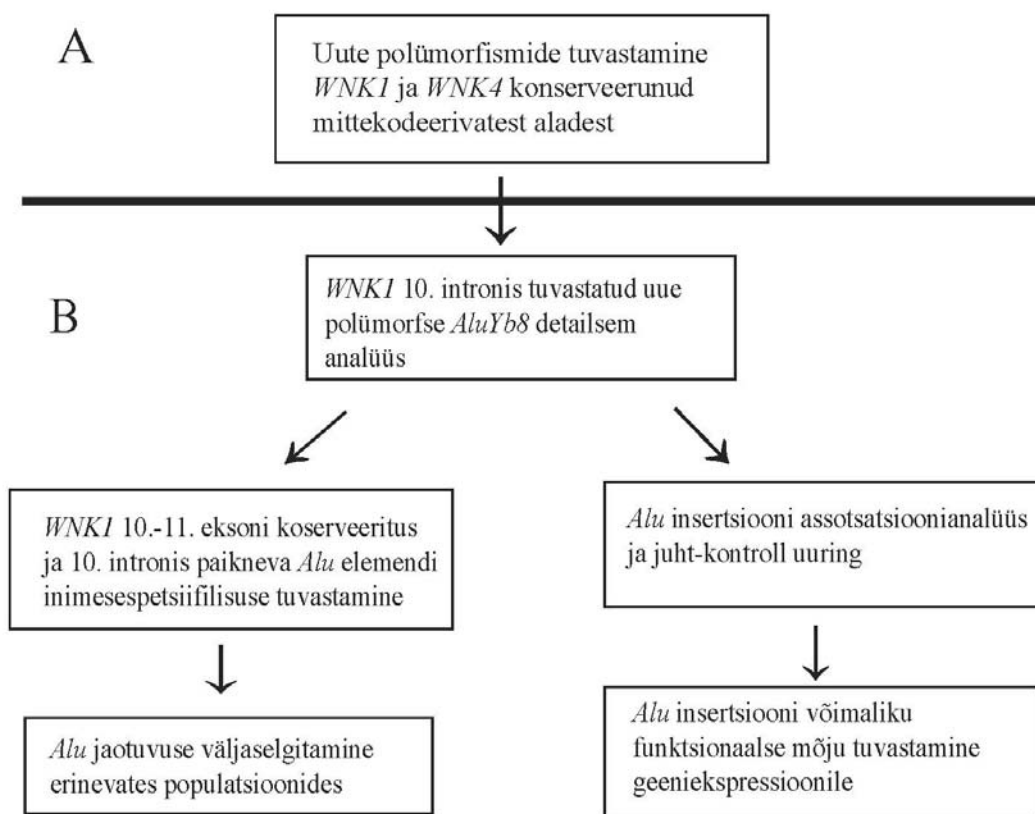 A
Uute polümorfismide tuvastamine
WNK1 ja WNK4 konserveerunud
mittekodeerivatest aladest
B
WNK1 10. intronis tuvastatud uue
polümorfse AluYb8 detailsem
analüüs
WNK1 10.-11. eksoni koserveeritus
ja 10. intronis paikneva Alu elemendi
inimesespetsiifilisuse tuvastamine
Alu insertsiooni assotsatsioonianalüüs
ja juht-kontroll uuring
Alu jaotuvuse väljaselgitamine
erinevates populatsioonides
Alu insertsiooni võimaliku
funktsionaalse mõju tuvastamine
geeniekspressioonile